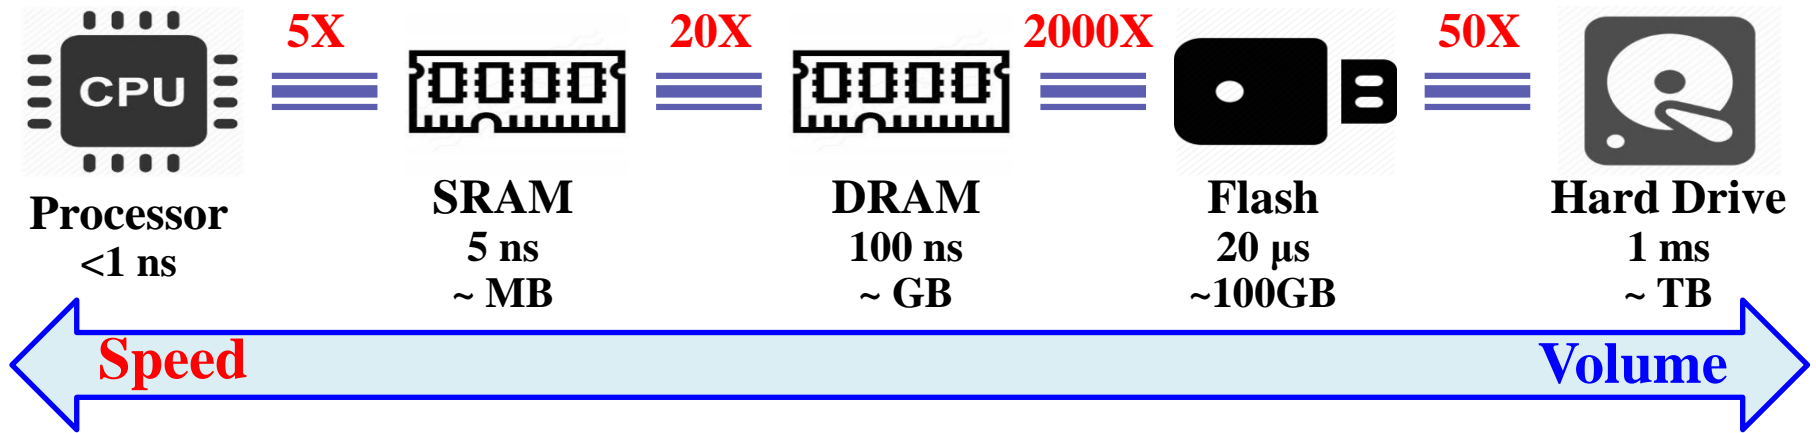 5X
20X
2000X
50X
CPU
Processor
<1 ns
SRAM
5 ns
~ MB
DRAM
100 ns
~ GB
Flash
20 μs
~100GB
Hard Drive
1 ms
~ TB
Speed
Volume